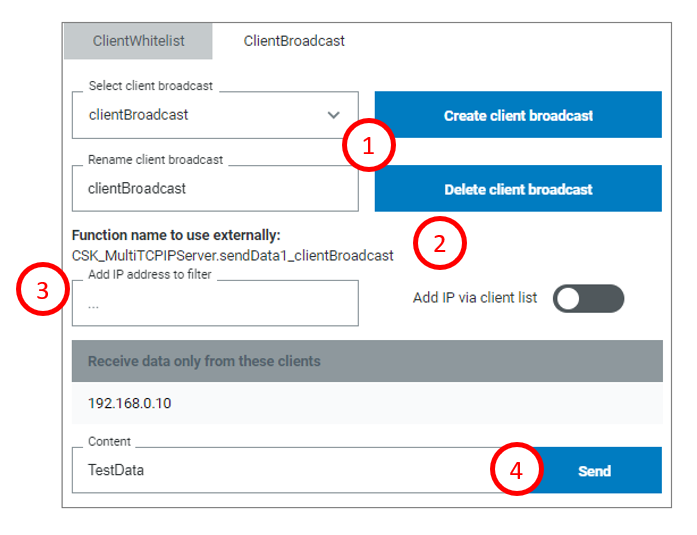 ClientWhitelist ClientBroadcast
Select client broadcast
clientBroadcast Create client broadcast
1
Rename client broadcast
clientBroadcast Delete client broadcast
Function name to use externally:
2
CSK_MultiTCPIPServer.sendData1_clientBroadcast
Add IP address to filter
3
... Add IP via client list
Receive data only from these clients
192.168.0.10
Content
TestData 4 Send